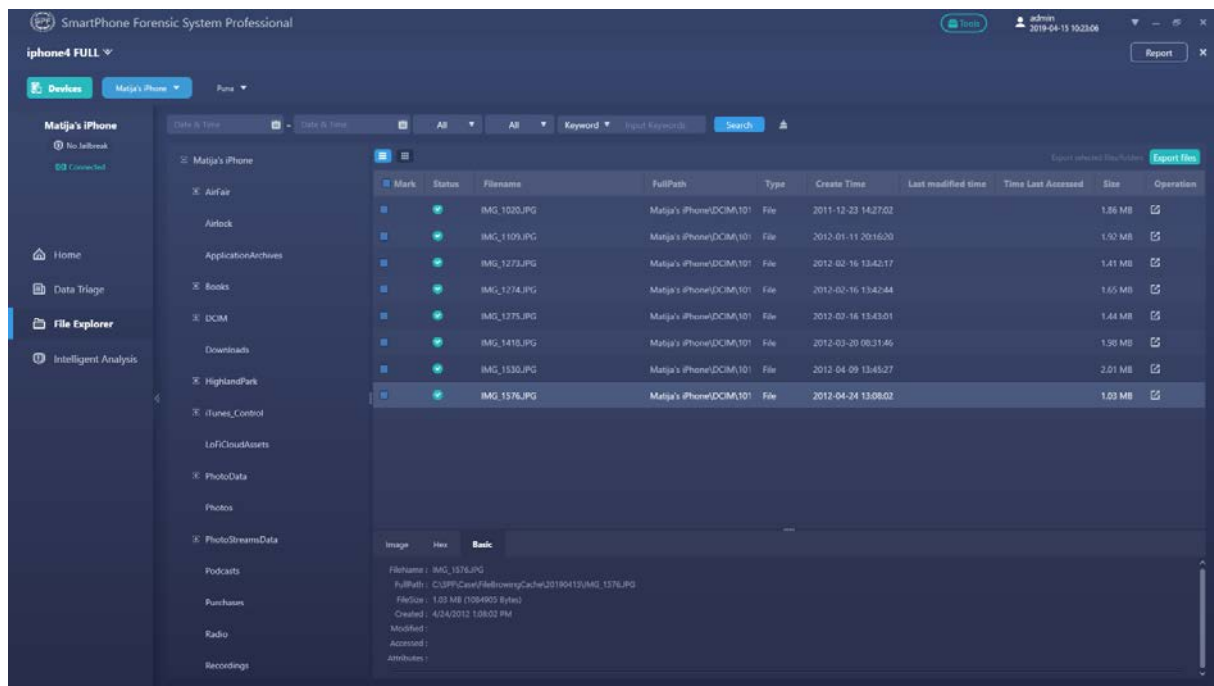 SmartPhone Forensic System Professional
Tools
admin
2019-04-15 10:23:06
iphone4 FULL
Report
Devices
Matija's iPhone
Puna
Matija's iPhone
No Jailbreak
Connected
Home
Data Triage
File Explorer
Intelligent Analysis
Date & Time - Date & Time All All Keyword Input Keywords Search
Matija's iPhone
AirFair
Airlock
ApplicationArchives
Books
DCIM
Downloads
HighlandPark
iTunes_Control
LoFiCloudAssets
PhotoData
Photos
PhotoStreamsData
Podcasts
Purchases
Radio
Recordings
Export selected files/folders Export files
Mark Status Filename FullPath Type Create Time Last modified time Time Last Accessed Size Operation
IMG_1020.JPG Matija's iPhone\DCIM\101 File 2011-12-23 14:27:02 1.86 MB
IMG_1109.JPG Matija's iPhone\DCIM\101 File 2012-01-11 20:16:20 1.92 MB
IMG_1273.JPG Matija's iPhone\DCIM\101 File 2012-02-16 13:42:17 1.41 MB
IMG_1274.JPG Matija's iPhone\DCIM\101 File 2012-02-16 13:42:44 1.65 MB
IMG_1275.JPG Matija's iPhone\DCIM\101 File 2012-02-16 13:43:01 1.44 MB
IMG_1418.JPG Matija's iPhone\DCIM\101 File 2012-03-20 08:31:46 1.98 MB
IMG_1530.JPG Matija's iPhone\DCIM\101 File 2012-04-09 13:45:27 2.01 MB
IMG_1576.JPG Matija's iPhone\DCIM\101 File 2012-04-24 13:08:02 1.03 MB
Image Hex Basic
FileName : IMG_1576.JPG
FullPath : C:\SPF\Case\FileBrowingCache\20190415\IMG_1576.JPG
FileSize : 1.03 MB (1084905 Bytes)
Created : 4/24/2012 1:08:02 PM
Modified :
Accessed :
Attributes :